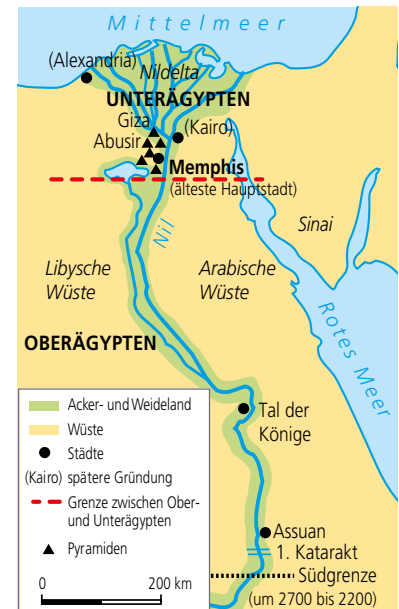 Mittelmeer
(Alexandria)
Nildelta
UNTERÄGYPTEN
Giza
(Kairo)
Abusir
Memphis
(älteste Hauptstadt)
Nil
Sinai
Libysche
Wüste
Arabische
Wüste
Rotes Meer
OBERÄGYPTEN
Tal der
Könige
Assuan
1. Katarakt
Südgrenze
(um 2700 bis 2200)
Acker- und Weideland
Wüste
Städte
(Kairo) spätere Gründung
Grenze zwischen Ober-
und Unterägypten
Pyramiden
0 200 km